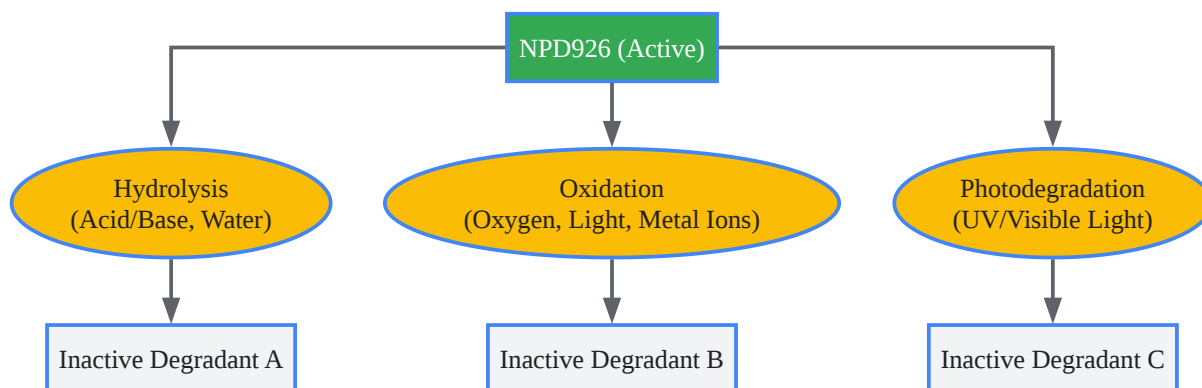 NPD926 (Active)
Hydrolysis
(Acid/Base, Water)
Oxidation
(Oxygen, Light, Metal Ions)
Photodegradation
(UV/Visible Light)
Inactive Degradant A
Inactive Degradant B
Inactive Degradant C